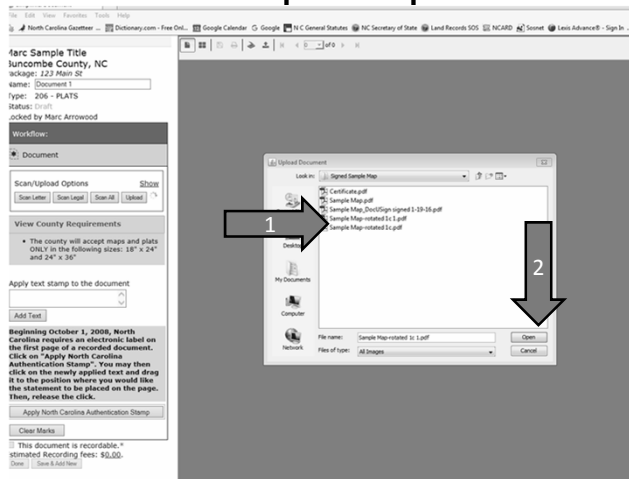 File Edit View Favorites Tools Help
North Carolina Gazetteer ... Dictionary.com - Free Onl... Google Calendar Google N C General Statutes NC Secretary of State Land Records SOS NCARD Sosnet Lexis Advance® - Sign In
Marc Sample Title
Buncombe County, NC
Package: 123 Main St
Name: Document 1
Type: 206 - PLATS
Status: Draft
Locked by Marc Arrowood
Workflow:
Document
Scan/Upload Options Show
Scan Letter Scan Legal Scan All Upload
View County Requirements
• The county will accept maps and plats
ONLY in the following sizes: 18" x 24"
and 24" x 36"
Apply text stamp to the document
Add Text
Beginning October 1, 2008, North
Carolina requires an electronic label on
the first page of a recorded document.
Click on "Apply North Carolina
Authentication Stamp". You may then
click on the newly applied text and drag
it to the position where you would like
the statement to be placed on the page.
Then, release the click.
Apply North Carolina Authentication Stamp
Clear Marks
This document is recordable.*
Estimated Recording fees: $0.00.
Done Save & Add New
0 of 0
Upload Document
Look in: Signed Sample Map
Certificate.pdf
Sample Map.pdf
Sample Map_DocUSign signed 1-19-16.pdf
Sample Map-rotated 1c 1.pdf
Sample Map-rotated 1c.pdf
Desktop
My Documents
Computer
Network
File name: Sample Map-rotated 1c 1.pdf
Files of type: All Images
Open
Cancel
1
2